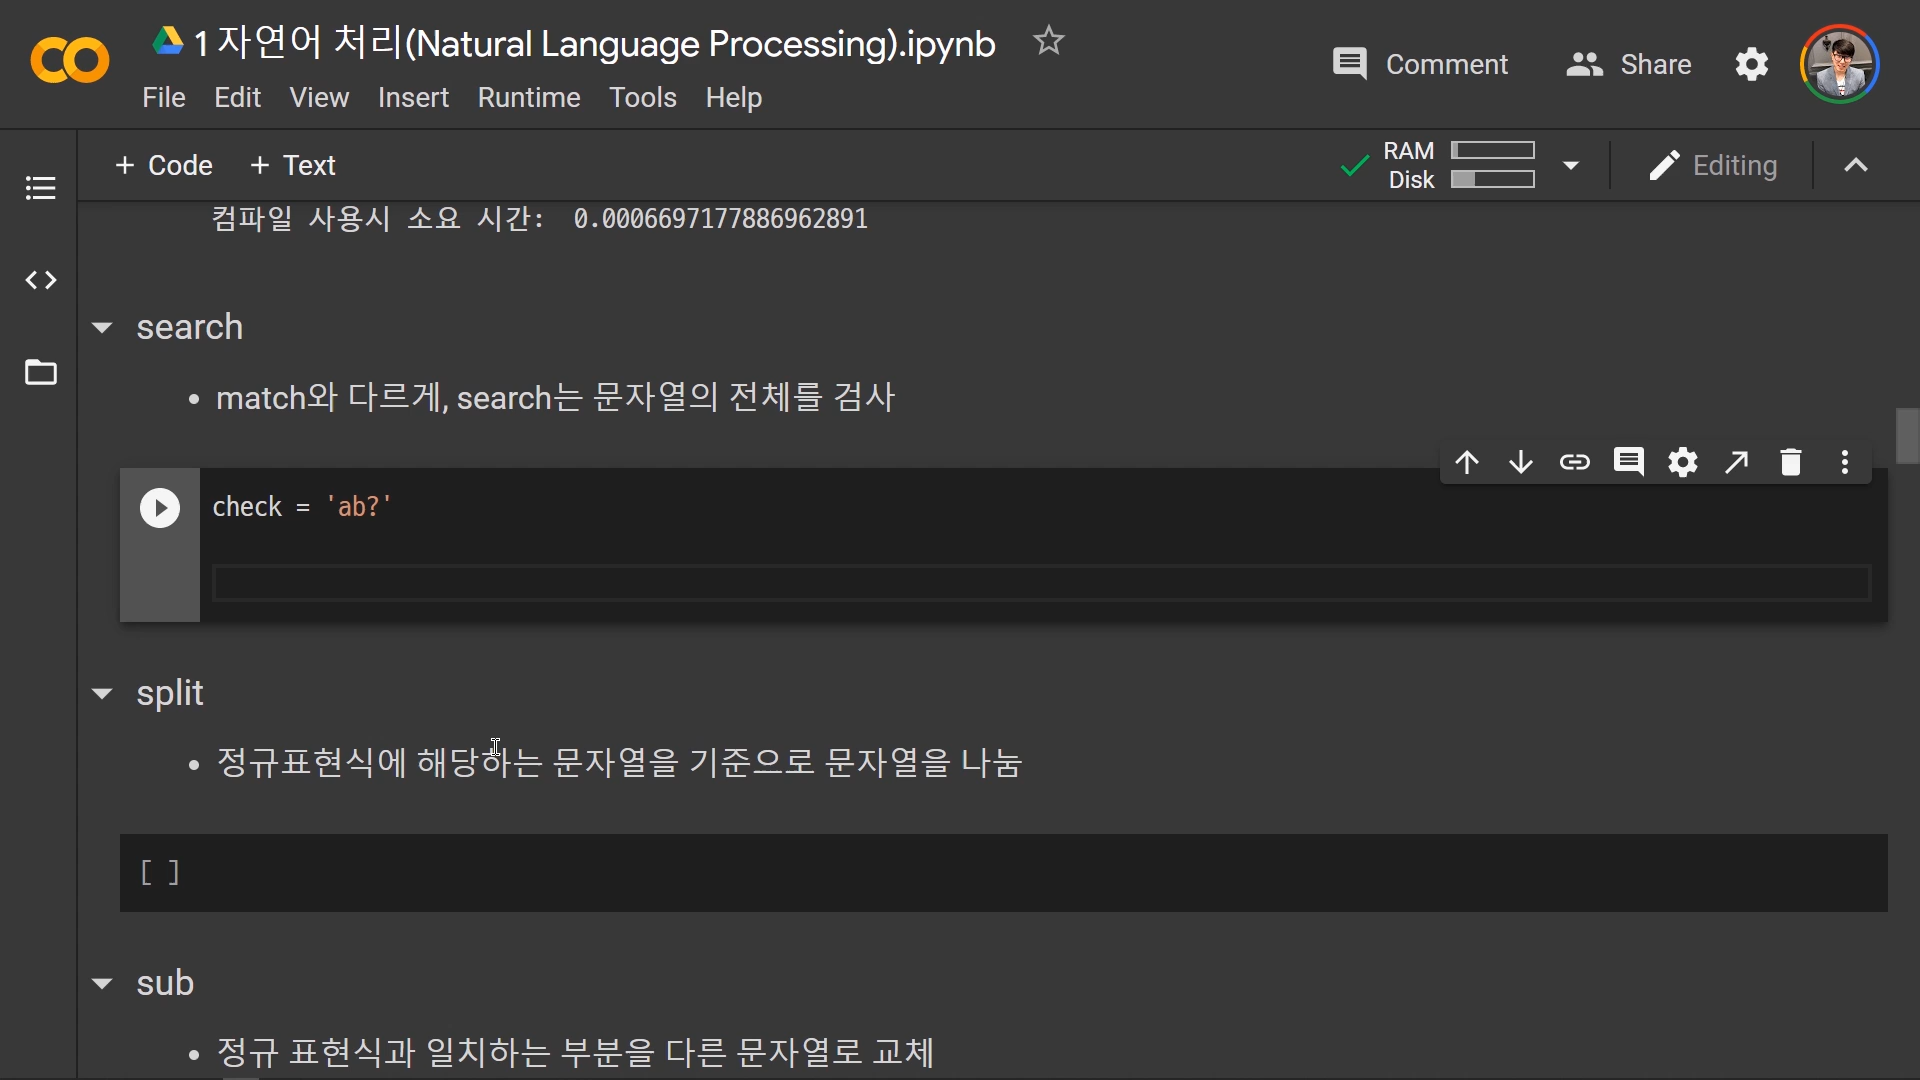 1 자연어 처리(Natural Language Processing).ipynb
Comment
Share
File Edit View Insert Runtime Tools Help
+ Code + Text
RAM
Disk
Editing
컴파일 사용시 소요 시간: 0.0006697177886962891
search
• match와 다르게, search는 문자열의 전체를 검사
check = 'ab?'
split
• 정규표현식에 해당하는 문자열을 기준으로 문자열을 나눔
[ ]
sub
• 정규 표현식과 일치하는 부분을 다른 문자열로 교체